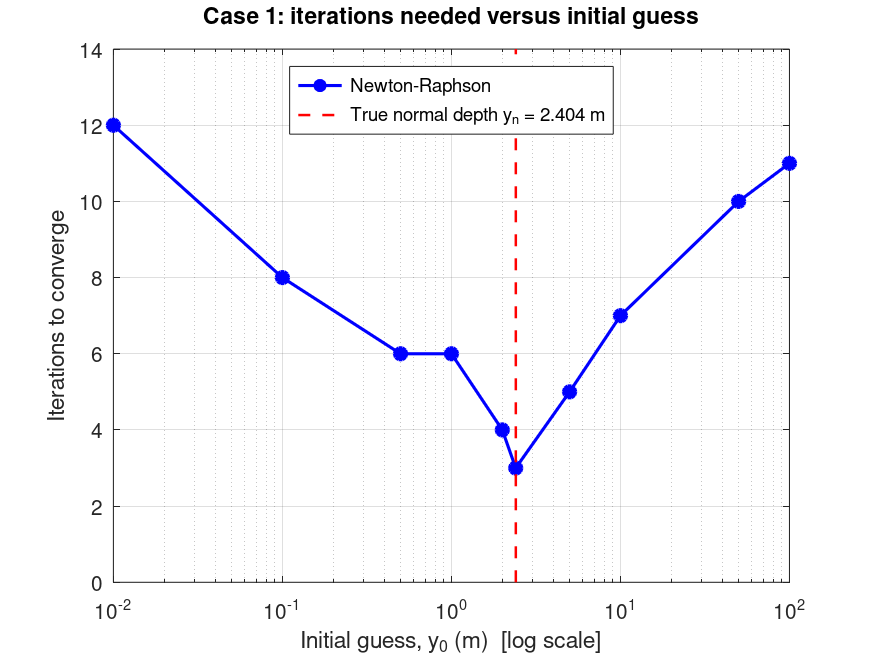 Case 1: iterations needed versus initial guess
Newton-Raphson
True normal depth yₙ = 2.404 m
Iterations to converge
14
12
10
8
6
4
2
0
10⁻² 10⁻¹ 10⁰ 10¹ 10²
Initial guess, y₀ (m) [log scale]